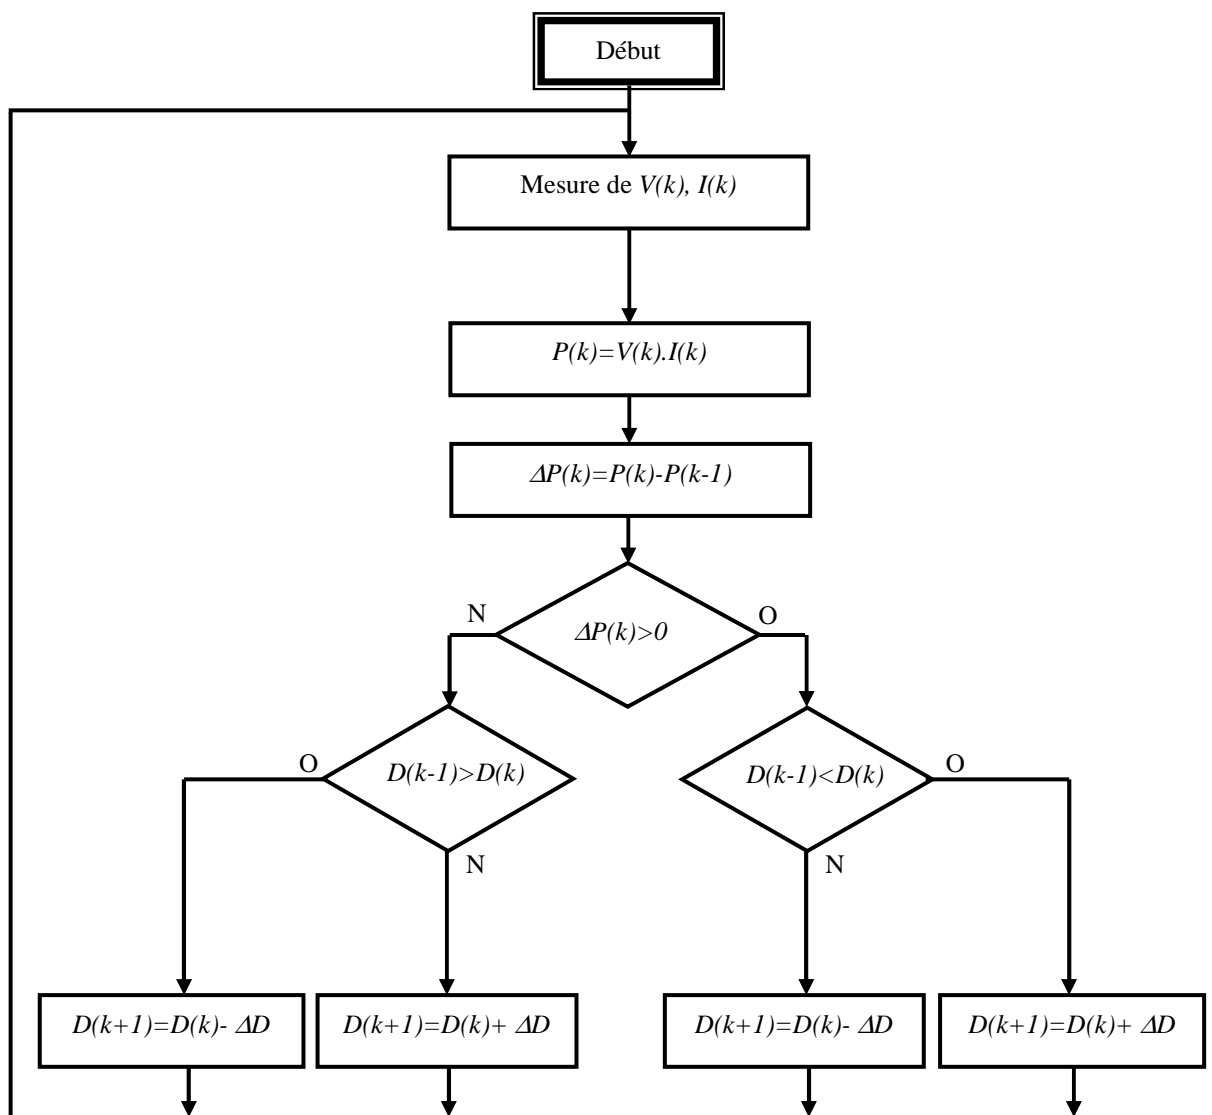 Début
Mesure de V(k), I(k)
P(k)=V(k).I(k)
ΔP(k)=P(k)-P(k-1)
N
ΔP(k)>0
O
O
D(k-1)>D(k)
N
D(k-1)<D(k)
O
N
D(k+1)=D(k)- ΔD
D(k+1)=D(k)+ ΔD
D(k+1)=D(k)- ΔD
D(k+1)=D(k)+ ΔD